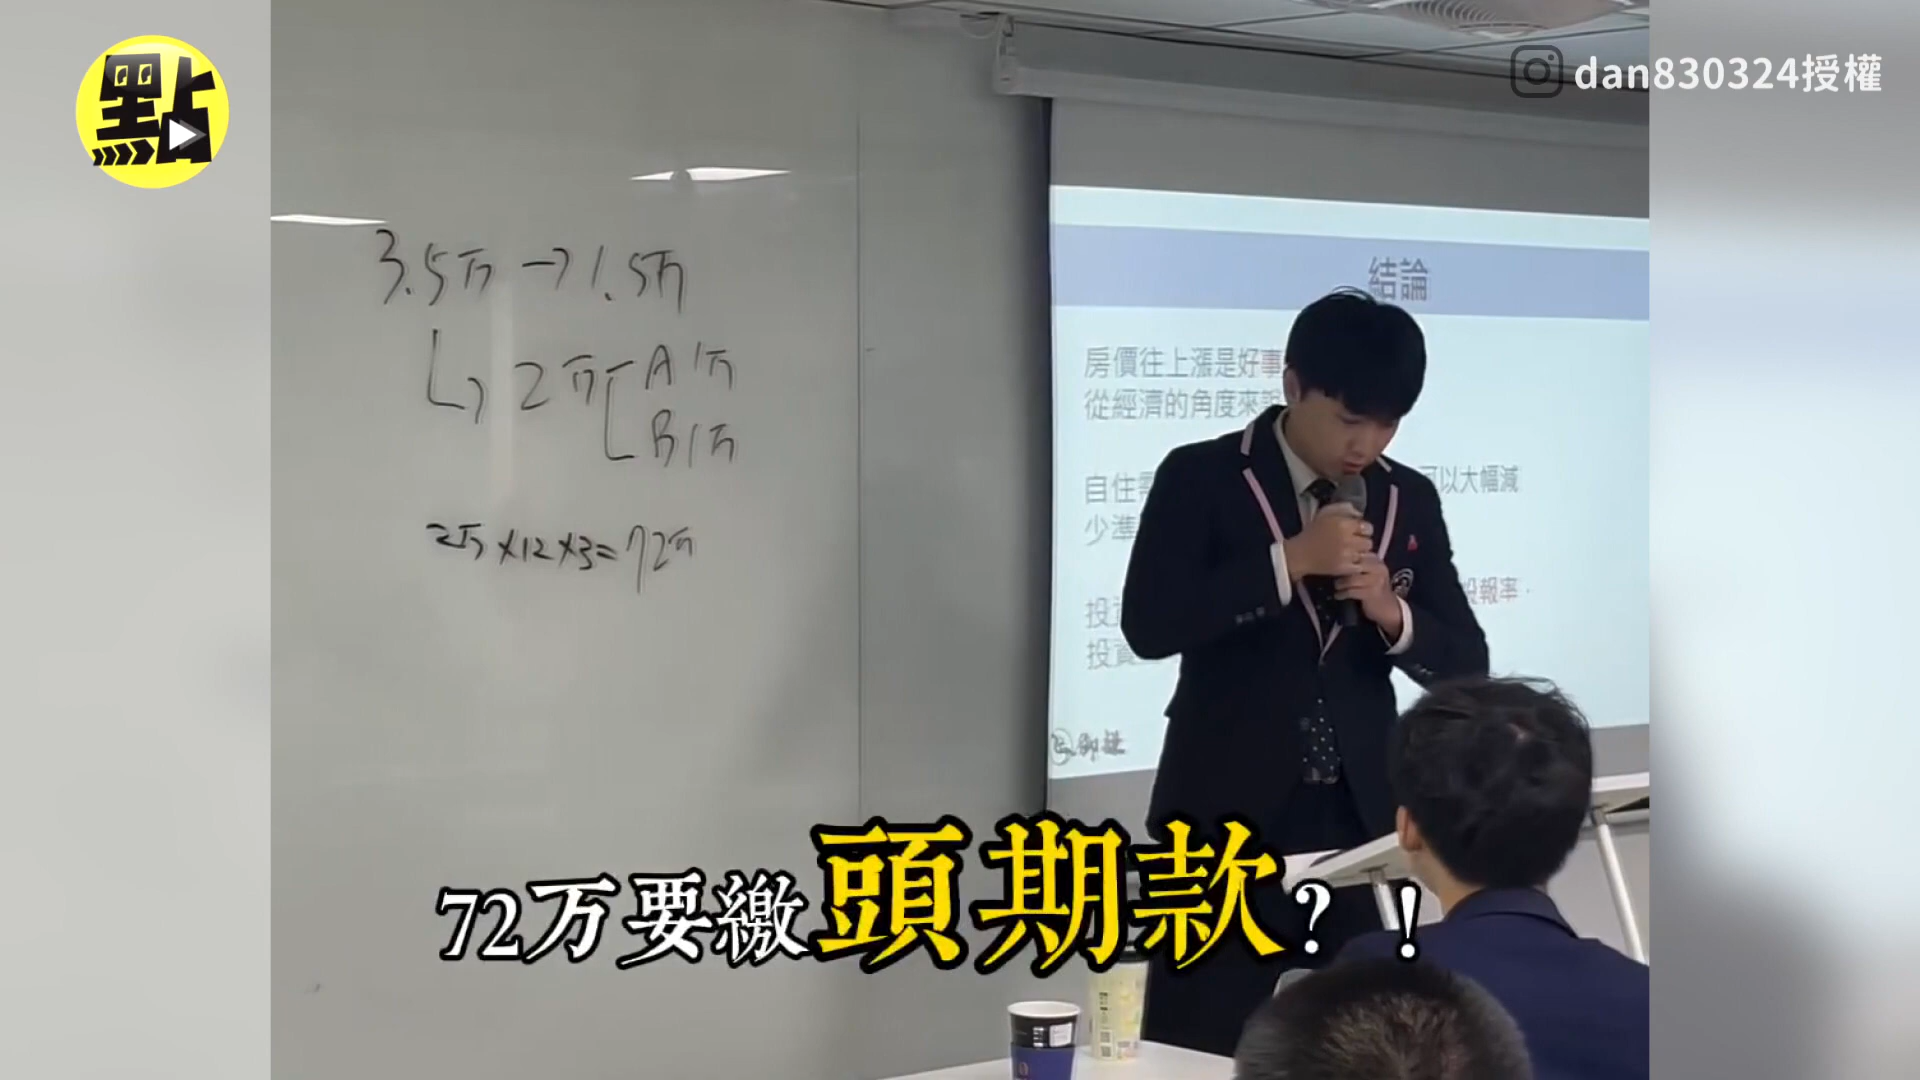 點
dan830324授權
3.5万→1.5万
↳2万 A 1万
B 1万
2万×12×3=72万
結論
房價往上漲是好事
從經濟的角度來說
自住 可以大幅減
少準
投 投報率
投資
72万要繳頭期款?!